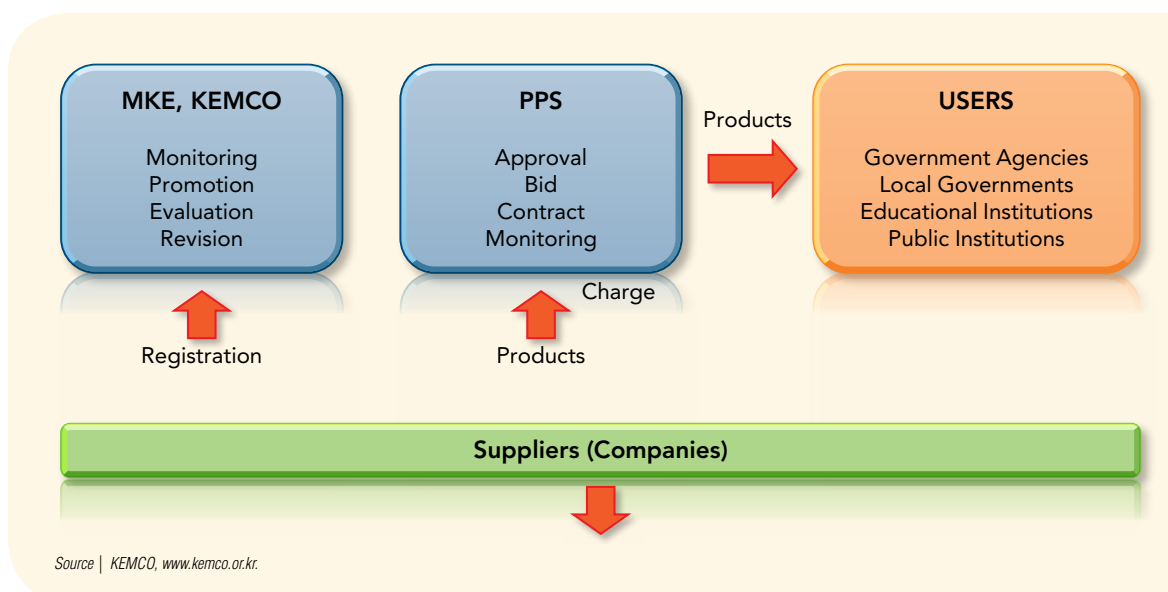 MKE, KEMCO
Monitoring
Promotion
Evaluation
Revision
PPS
Approval
Bid
Contract
Monitoring
Products
USERS
Government Agencies
Local Governments
Educational Institutions
Public Institutions
Charge
Registration
Products
Suppliers (Companies)
Source | KEMCO, www.kemco.or.kr.